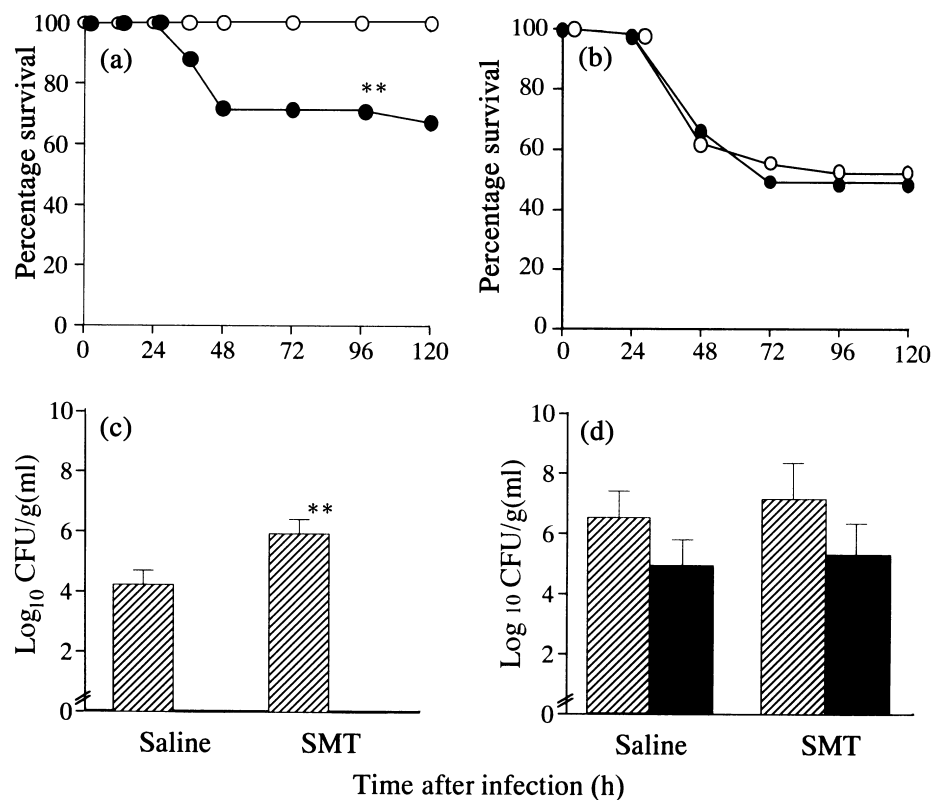 Percentage survival
100
80
60
40
20
0
(a)
**
0 24 48 72 96 120
Percentage survival
100
80
60
40
20
0
(b)
0 24 48 72 96 120
Log10 CFU/g(ml)
10
8
6
4
2
0
(c)
**
Saline SMT
Log 10 CFU/g(ml)
10
8
6
4
2
0
(d)
Saline SMT
Time after infection (h)